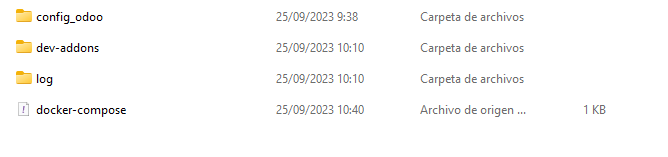 config_odoo 25/09/2023 9:38 Carpeta de archivos
dev-addons 25/09/2023 10:10 Carpeta de archivos
log 25/09/2023 10:10 Carpeta de archivos
docker-compose 25/09/2023 10:40 Archivo de origen ... 1 KB